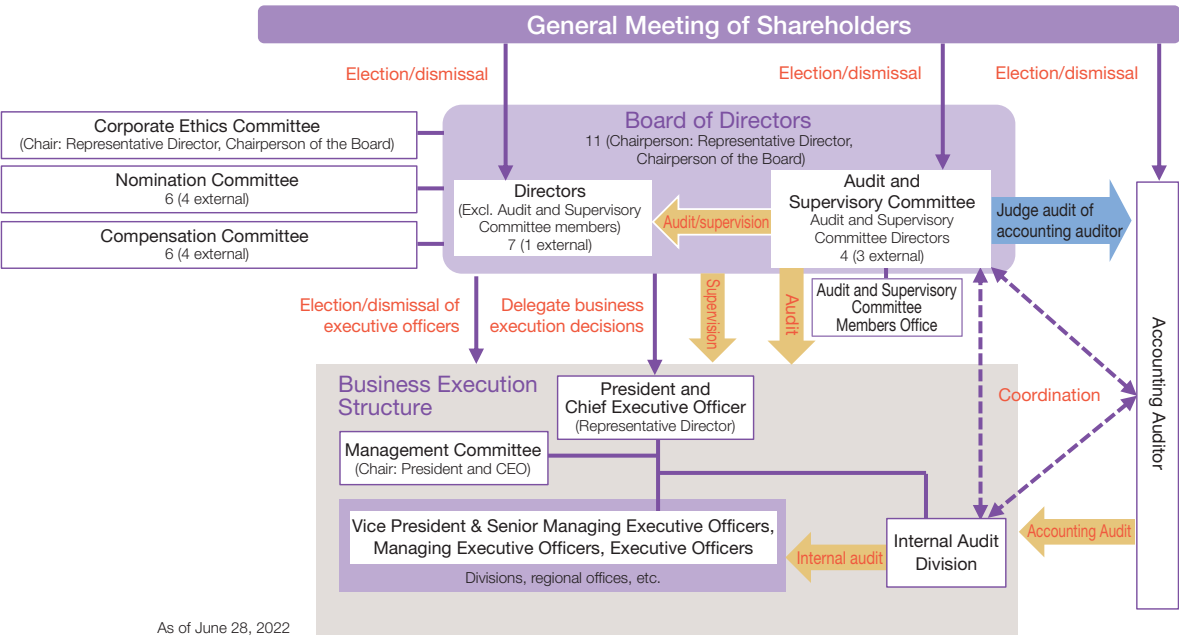 General Meeting of Shareholders
Election/dismissal
Election/dismissal
Election/dismissal
Corporate Ethics Committee
(Chair: Representative Director, Chairperson of the Board)
Nomination Committee
6 (4 external)
Compensation Committee
6 (4 external)
Board of Directors
11 (Chairperson: Representative Director,
Chairperson of the Board)
Directors
(Excl. Audit and Supervisory
Committee members)
7 (1 external)
Audit/supervision
Audit and
Supervisory Committee
Audit and Supervisory
Committee Directors
4 (3 external)
Judge audit of
accounting auditor
Election/dismissal of
executive officers
Delegate business
execution decisions
Supervision
Audit
Audit and Supervisory
Committee
Members Office
Accounting Auditor
Coordination
Business Execution
Structure
President and
Chief Executive Officer
(Representative Director)
Management Committee
(Chair: President and CEO)
Vice President & Senior Managing Executive Officers,
Managing Executive Officers, Executive Officers
Divisions, regional offices, etc.
Internal audit
Internal Audit
Division
Accounting Audit
As of June 28, 2022